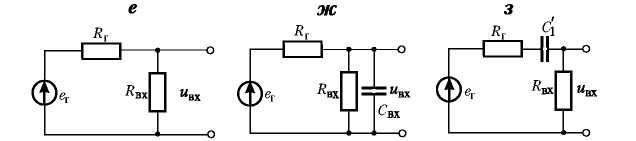 е ж з
R_г R_г R_г C'_1
e_г R_вх u_вх e_г R_вх u_вх C_вх e_г R_вх u_вх